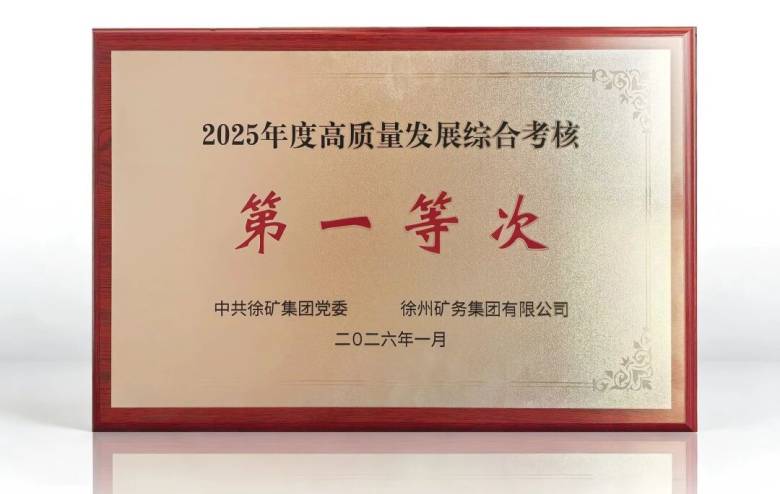 2025年度高质量发展综合考核
第一等次
中共徐矿集团党委 徐州矿务集团有限公司
二〇二六年一月